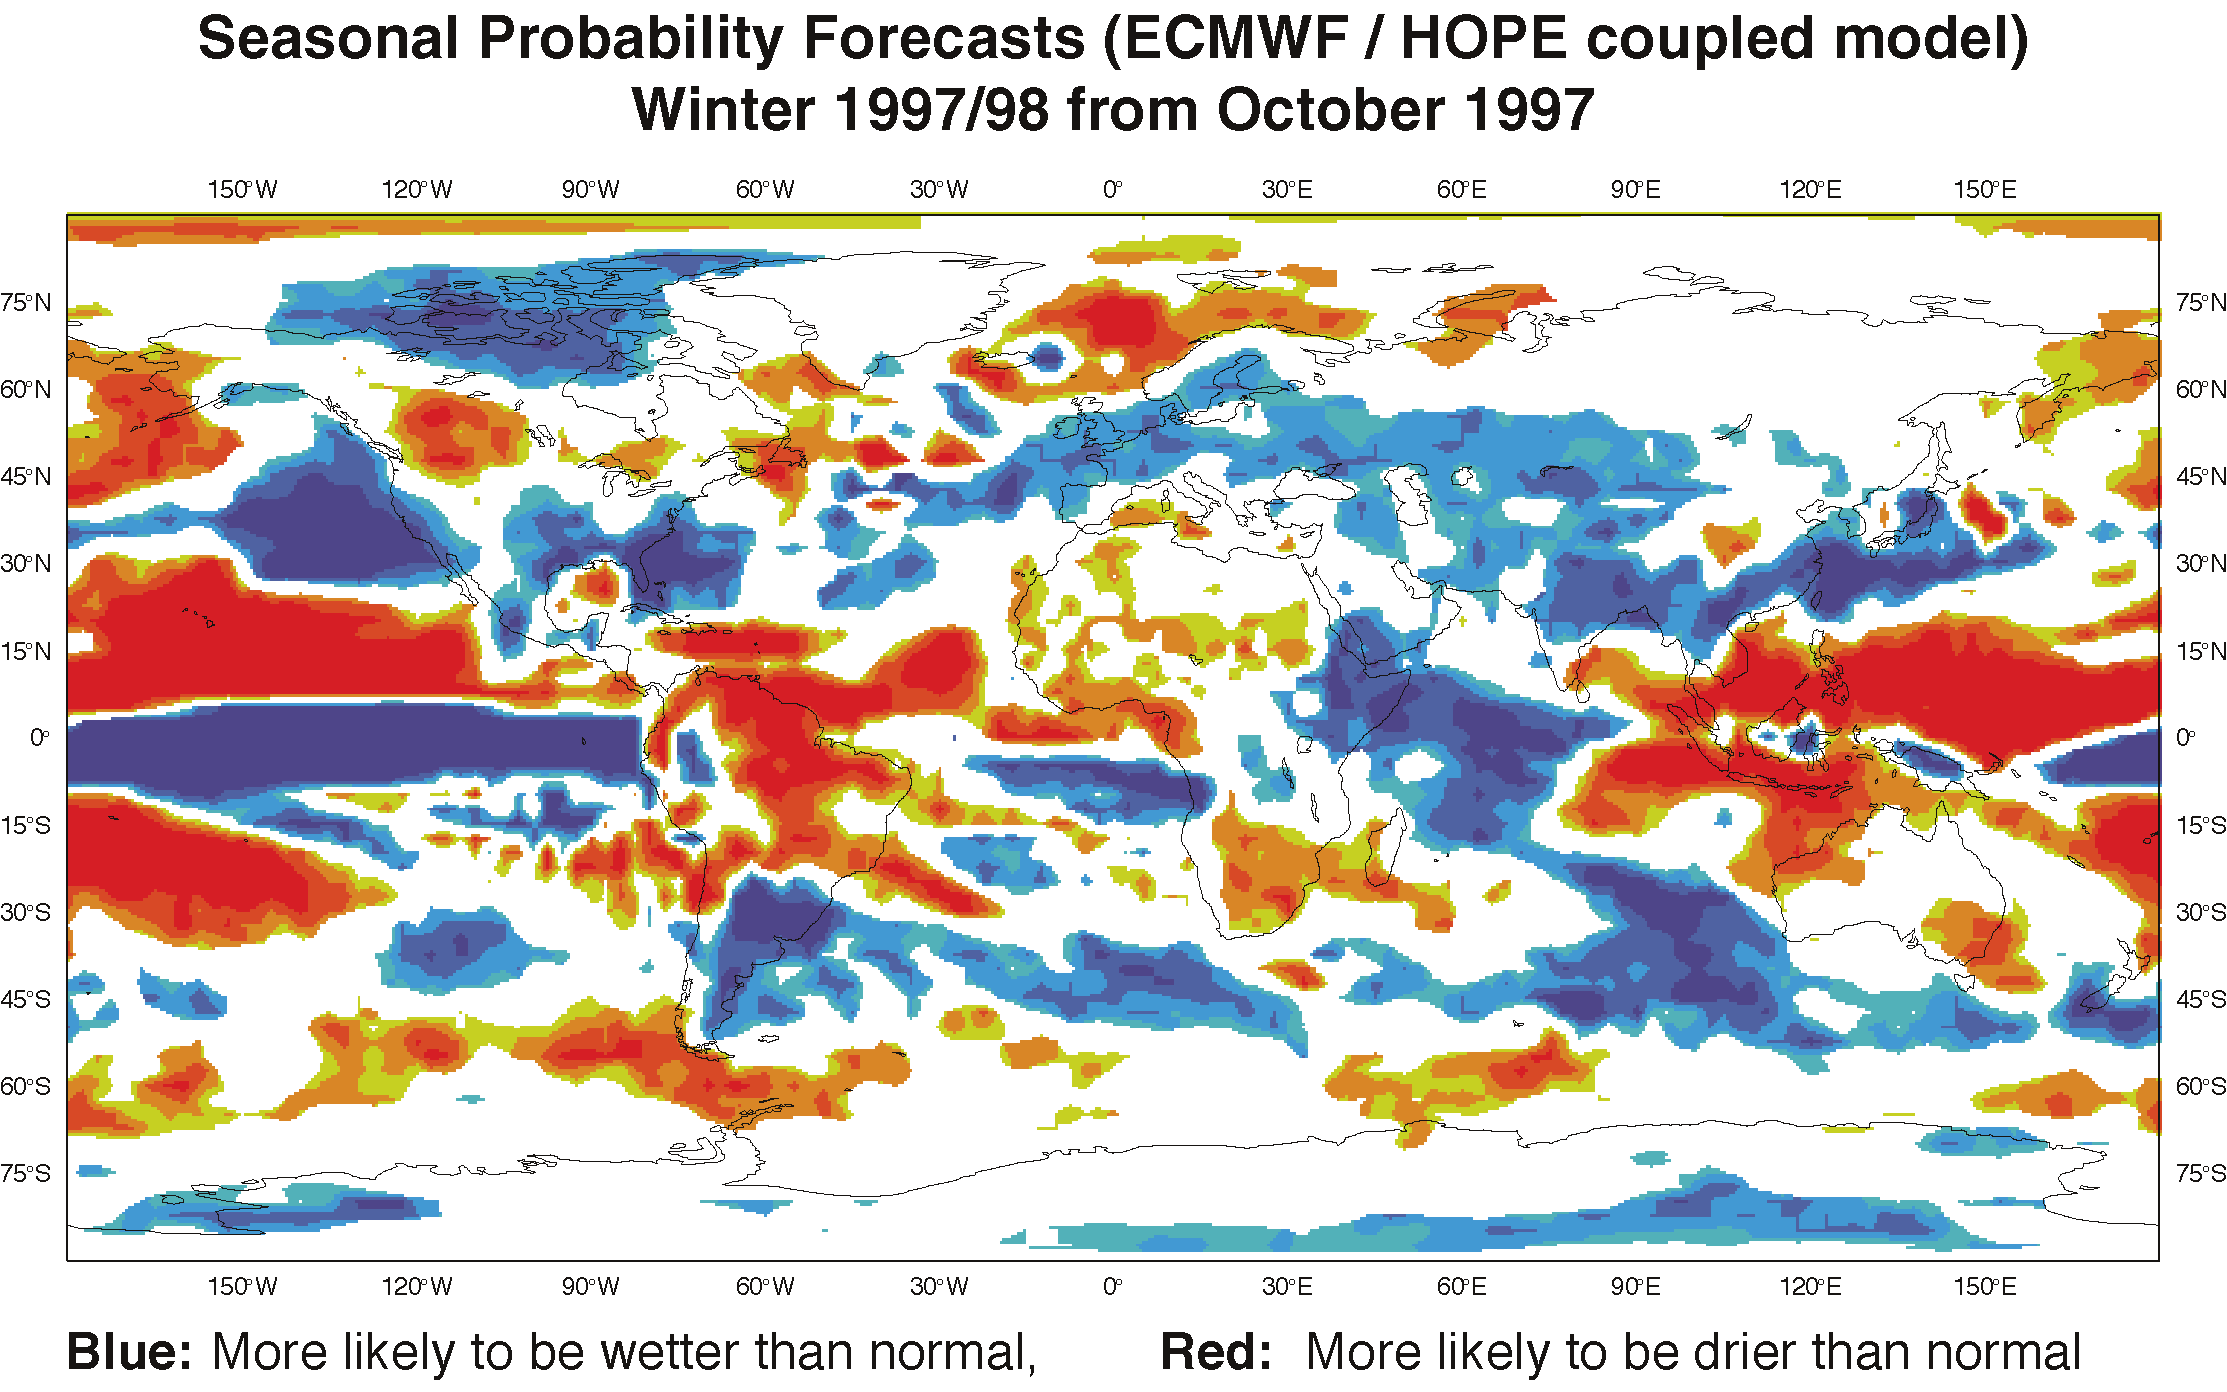 Seasonal Probability Forecasts (ECMWF / HOPE coupled model)
Winter 1997/98 from October 1997
150°W 120°W 90°W 60°W 30°W 0° 30°E 60°E 90°E 120°E 150°E
75°N 75°N
60°N 60°N
45°N 45°N
30°N 30°N
15°N 15°N
0° 0°
15°S 15°S
30°S 30°S
45°S 45°S
60°S 60°S
75°S 75°S
150°W 120°W 90°W 60°W 30°W 0° 30°E 60°E 90°E 120°E 150°E
Blue: More likely to be wetter than normal, Red: More likely to be drier than normal